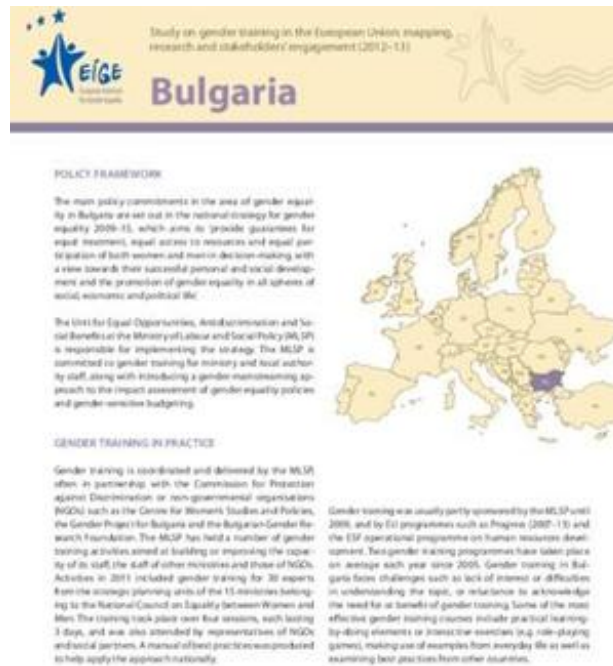 Study on gender training in the European Union: mapping,
research and stakeholders' engagement (2012–13)
EIGE
European Institute
for Gender Equality
Bulgaria
POLICY FRAMEWORK
The main policy commitments in the area of gender equal-
ity in Bulgaria are set out in the national strategy for gender
equality 2009–15, which aims to 'provide guarantees for
equal treatment, equal access to resources and equal par-
ticipation of both women and men in decision-making, with
a view towards their successful personal and social develop-
ment and the promotion of gender equality in all spheres of
social, economic and political life'.
The Unit for Equal Opportunities, Antidiscrimination and So-
cial Benefits at the Ministry of Labour and Social Policy (MLSP)
is responsible for implementing the strategy. The MLSP is
committed to gender training for ministry and local author-
ity staff, along with introducing a gender-mainstreaming ap-
proach to the impact assessment of gender-equality policies
and gender-sensitive budgeting.
GENDER TRAINING IN PRACTICE
Gender training is coordinated and delivered by the MLSP,
often in partnership with the Commission for Protection
against Discrimination or non-governmental organisations
(NGOs) such as the Centre for Women's Studies and Policies,
the Gender Project for Bulgaria and the Bulgarian Gender Re-
search Foundation. The MLSP has held a number of gender
training activities aimed at building or improving the capac-
ity of its staff, the staff of other ministries and those of NGOs.
Activities in 2011 included gender training for 30 experts
from the strategic planning units of the 15 ministries belong-
ing to the National Council on Equality between Women and
Men. The training took place over four sessions, each lasting
3 days, and was also attended by representatives of NGOs
and social partners. A manual of best practices was produced
to help apply the approach nationally.
Gender training was usually partly sponsored by the MLSP until
2009, and by EU programmes such as Progress (2007–13) and
the ESF operational programme on human resources devel-
opment. Two gender training programmes have taken place
on average each year since 2005. Gender training in Bul-
garia faces challenges such as lack of interest or difficulties
in understanding the topic, or reluctance to acknowledge
the need for or benefit of gender training. Some of the most
effective gender training courses include practical learning-
by-doing elements or interactive exercises (e.g. role-playing
games), making use of examples from everyday life as well as
examining best practices from other countries.